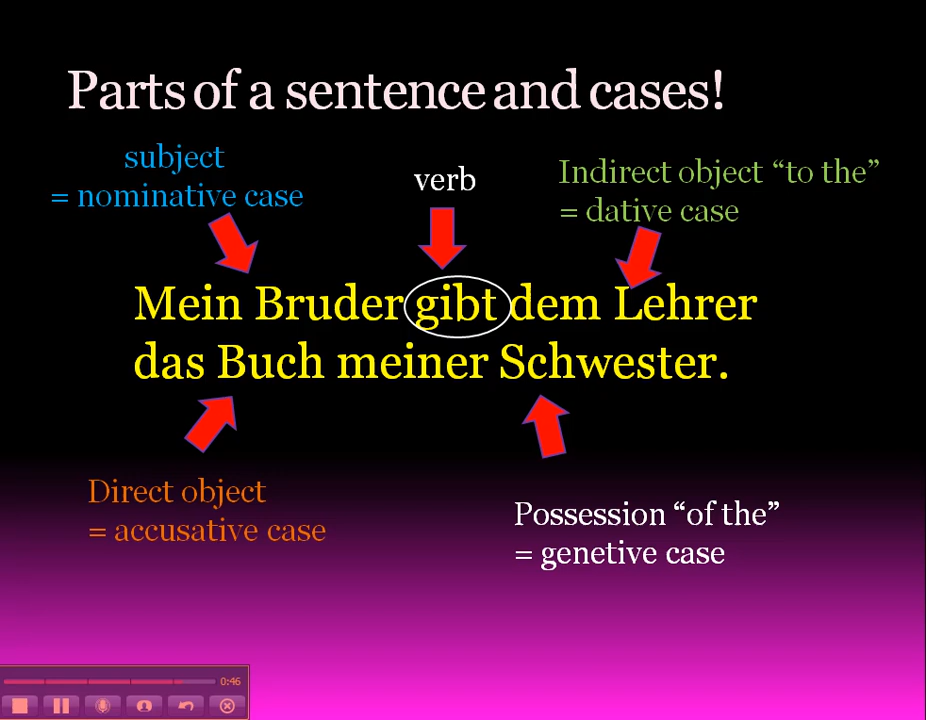 Parts of a sentence and cases!
subject
= nominative case
verb
Indirect object “to the”
= dative case
Mein Bruder gibt dem Lehrer
das Buch meiner Schwester.
Direct object
= accusative case
Possession “of the”
= genetive case
0:46